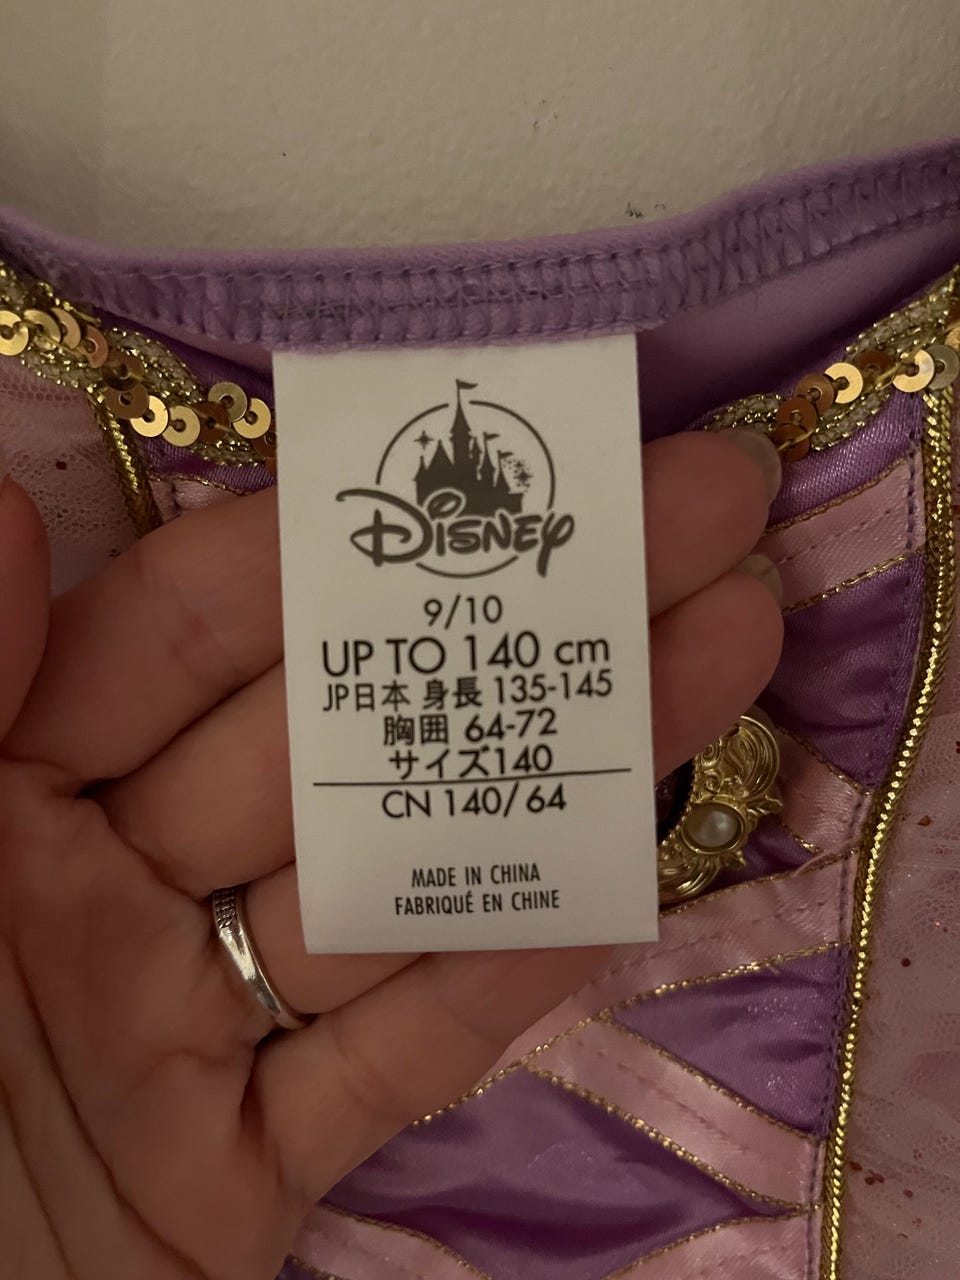 Disney
9/10
UP TO 140 cm
JP日本 身長 135-145
胸囲 64-72
サイズ140
CN 140/64
MADE IN CHINA
FABRIQUÉ EN CHINE